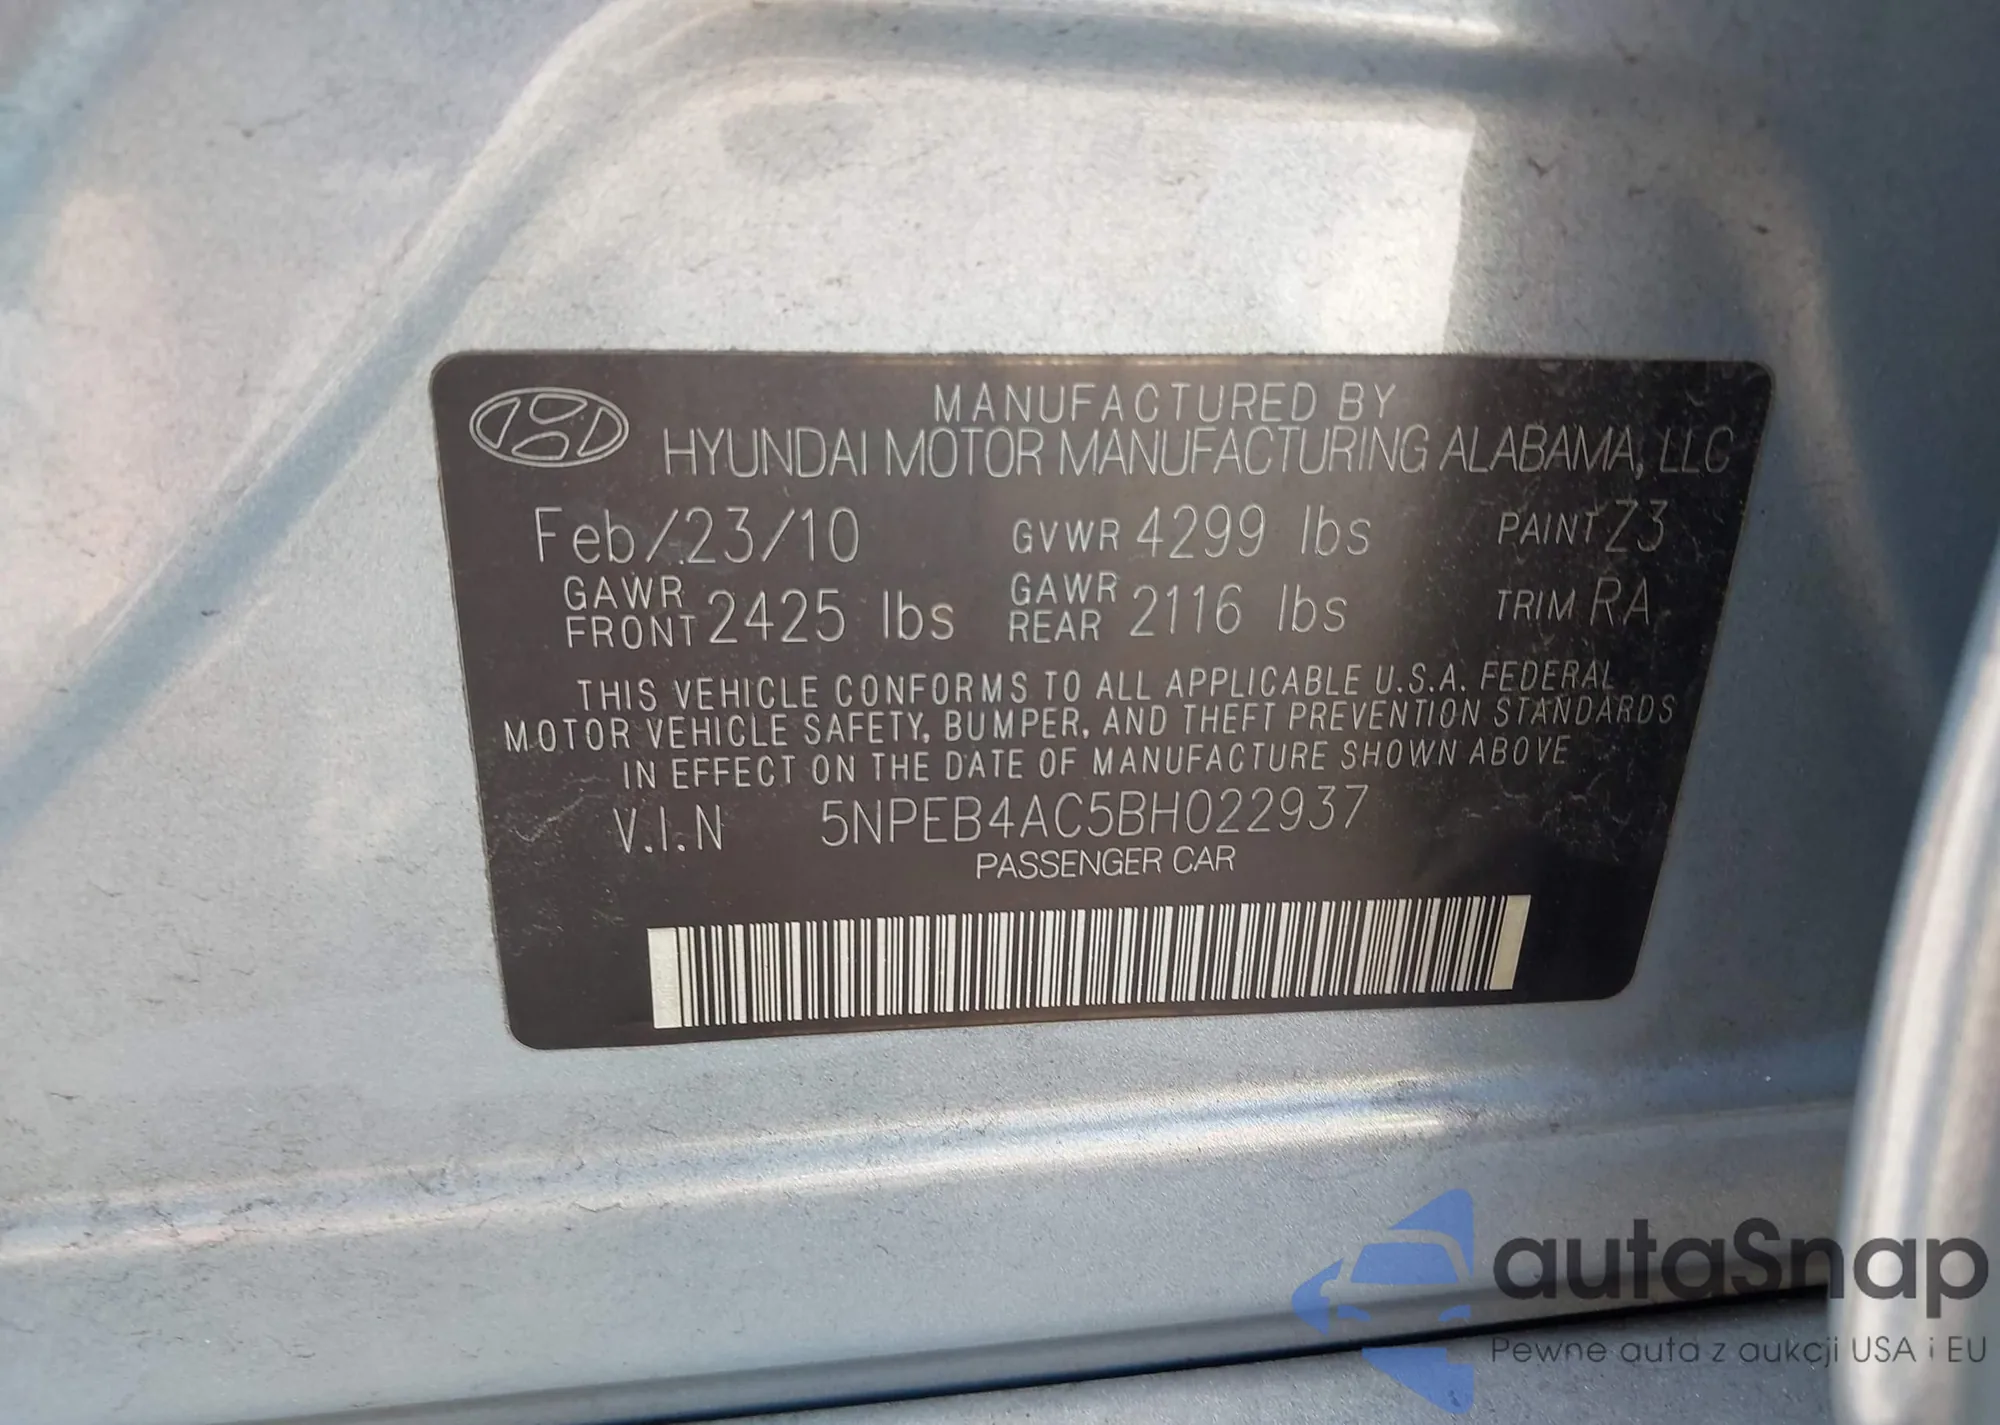 MANUFACTURED BY
HYUNDAI MOTOR MANUFACTURING ALABAMA, LLC
Feb/23/10 GVWR 4299 lbs PAINT Z3
GAWR FRONT 2425 lbs GAWR REAR 2116 lbs TRIM RA
THIS VEHICLE CONFORMS TO ALL APPLICABLE U.S.A. FEDERAL
MOTOR VEHICLE SAFETY, BUMPER, AND THEFT PREVENTION STANDARDS
IN EFFECT ON THE DATE OF MANUFACTURE SHOWN ABOVE
V.I.N 5NPEB4AC5BH022937
PASSENGER CAR
autaSnap
Pewne auta z aukcji USA i EU